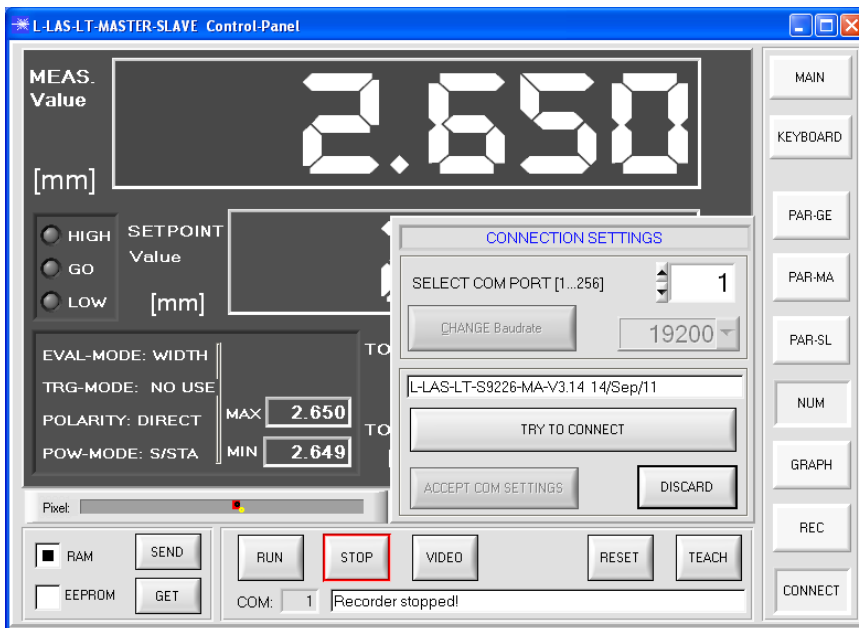 L-LAS-LT-MASTER-SLAVE Control-Panel
MEAS.
Value
2.650
[mm]
HIGH
GO
LOW
SETPOINT
Value
[mm]
EVAL-MODE: WIDTH
TRG-MODE: NO USE
POLARITY: DIRECT
POW-MODE: S/STA
MAX 2.650
MIN 2.649
TO
TO
CONNECTION SETTINGS
SELECT COM PORT [1...256]
1
CHANGE Baudrate
19200
L-LAS-LT-S9226-MA-V3.14 14/Sep/11
TRY TO CONNECT
ACCEPT COM SETTINGS
DISCARD
Pixel:
RAM
SEND
EEPROM
GET
RUN
STOP
VIDEO
RESET
TEACH
COM: 1
Recorder stopped!
MAIN
KEYBOARD
PAR-GE
PAR-MA
PAR-SL
NUM
GRAPH
REC
CONNECT